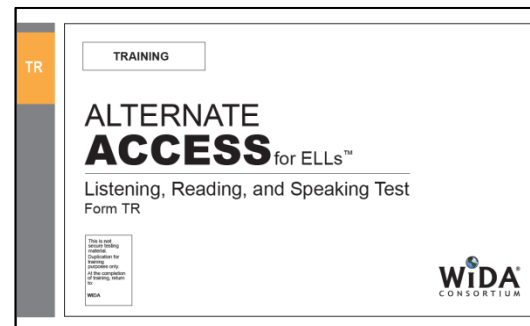 TR
TRAINING
ALTERNATE
ACCESS for ELLs™
Listening, Reading, and Speaking Test
Form TR
This is not
secure testing
material.
Duplication for
training
purposes only.
At the completion
of training, return
to:
WIDA
WiDA®
CONSORTIUM